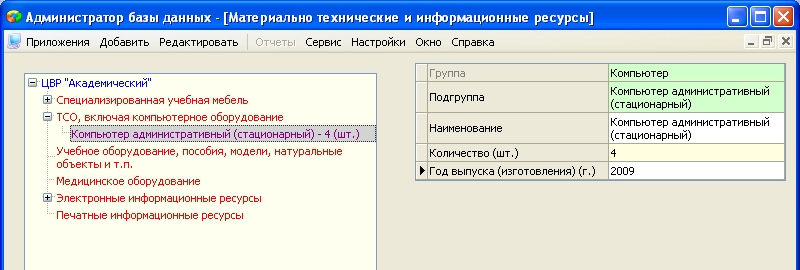 Администратор базы данных - [Материально технические и информационные ресурсы]
Приложения Добавить Редактировать Отчеты Сервис Настройки Окно Справка
ЦВР "Академический"
Специализированная учебная мебель
ТСО, включая компьютерное оборудование
Компьютер административный (стационарный) - 4 (шт.)
Учебное оборудование, пособия, модели, натуральные
объекты и т.п.
Медицинское оборудование
Электронные информационные ресурсы
Печатные информационные ресурсы
Группа Компьютер
Подгруппа Компьютер административный
(стационарный)
Наименование Компьютер административный
(стационарный)
Количество (шт.) 4
Год выпуска (изготовления) (г.) 2009